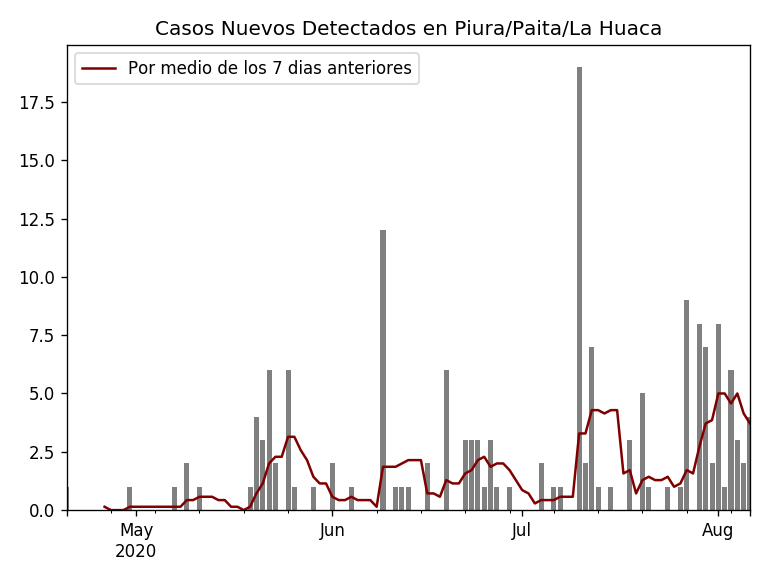 Casos Nuevos Detectados en Piura/Paita/La Huaca
Por medio de los 7 dias anteriores
17.5
15.0
12.5
10.0
7.5
5.0
2.5
0.0
May
2020
Jun
Jul
Aug